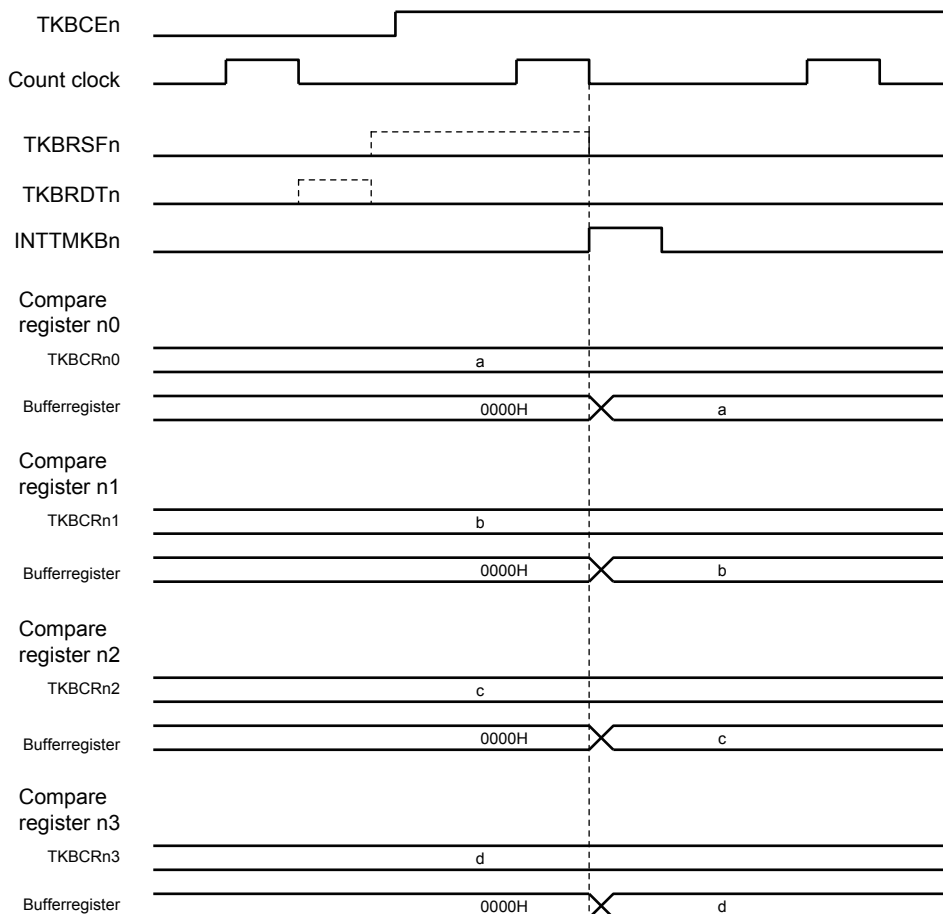 TKBCEn
Count clock
TKBRSFn
TKBRDTn
INTTMKBn
Compare
register n0
TKBCRn0
a
Bufferregister
0000H
a
Compare
register n1
TKBCRn1
b
Bufferregister
0000H
b
Compare
register n2
TKBCRn2
c
Bufferregister
0000H
c
Compare
register n3
TKBCRn3
d
Bufferregister
0000H
d